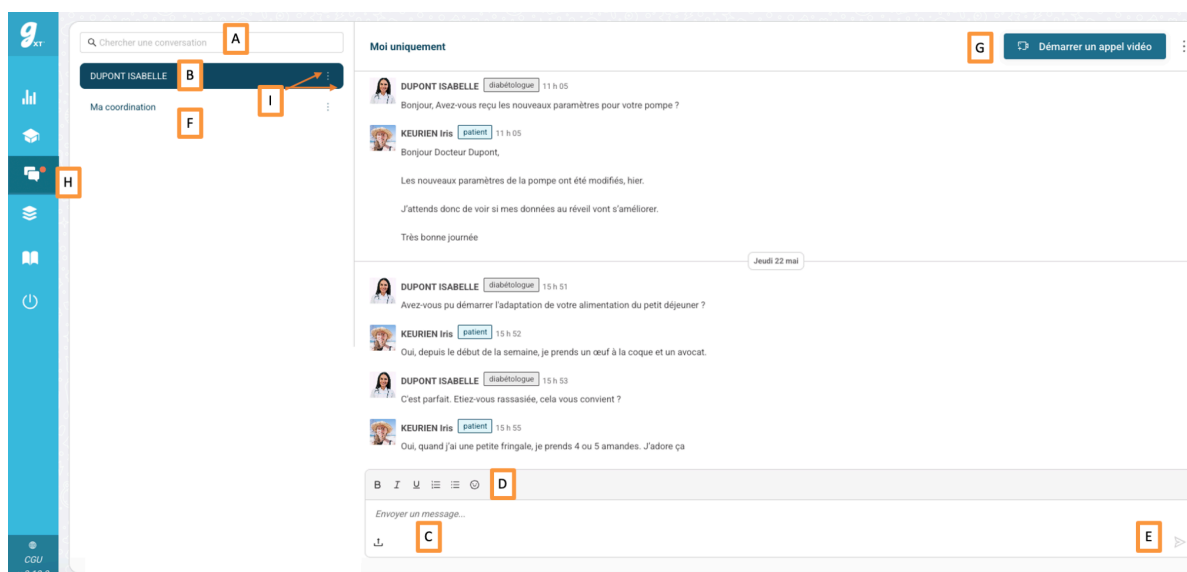 g
XT
Chercher une conversation
A
DUPONT ISABELLE
B
I
Ma coordination
F
H
CGU
Moi uniquement
G
Démarrer un appel vidéo
DUPONT ISABELLE diabétologue 11 h 05
Bonjour, Avez-vous reçu les nouveaux paramètres pour votre pompe ?
KEURIEN Iris patient 11 h 05
Bonjour Docteur Dupont,
Les nouveaux paramètres de la pompe ont été modifiés, hier.
J'attends donc de voir si mes données au réveil vont s'améliorer.
Très bonne journée
Jeudi 22 mai
DUPONT ISABELLE diabétologue 15 h 51
Avez-vous pu démarrer l'adaptation de votre alimentation du petit déjeuner ?
KEURIEN Iris patient 15 h 52
Oui, depuis le début de la semaine, je prends un œuf à la coque et un avocat.
DUPONT ISABELLE diabétologue 15 h 53
C'est parfait. Etiez-vous rassasiée, cela vous convient ?
KEURIEN Iris patient 15 h 55
Oui, quand j'ai une petite fringale, je prends 4 ou 5 amandes. J'adore ça
B I U
D
Envoyer un message...
C
E